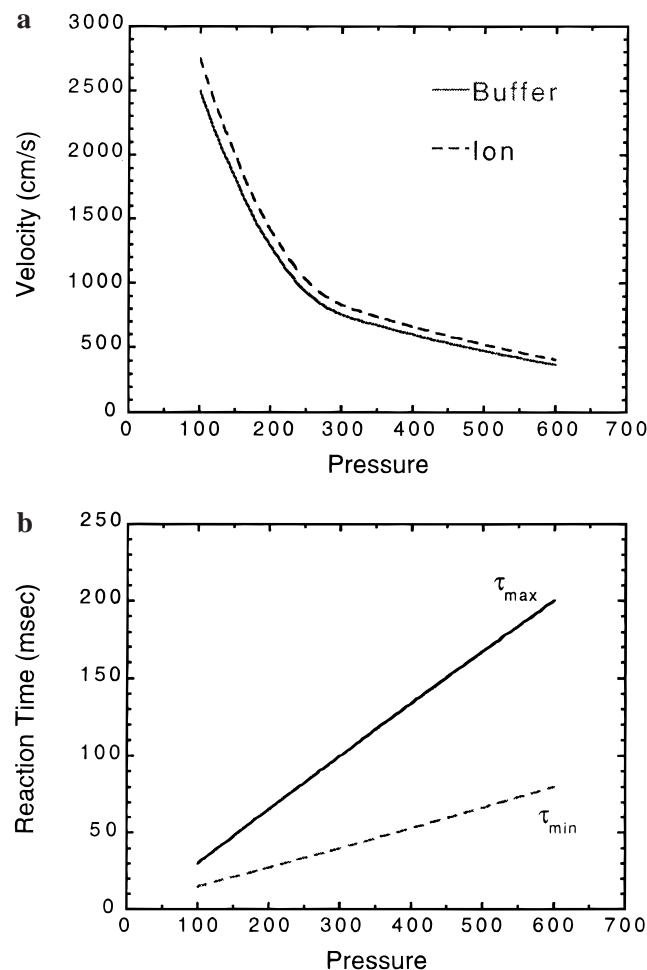 a
3000
2500
2000
1500
1000
500
0
Velocity (cm/s)
Buffer
Ion
0 100 200 300 400 500 600 700
Pressure
b
250
200
150
100
50
0
Reaction Time (msec)
τmax
τmin
0 100 200 300 400 500 600 700
Pressure